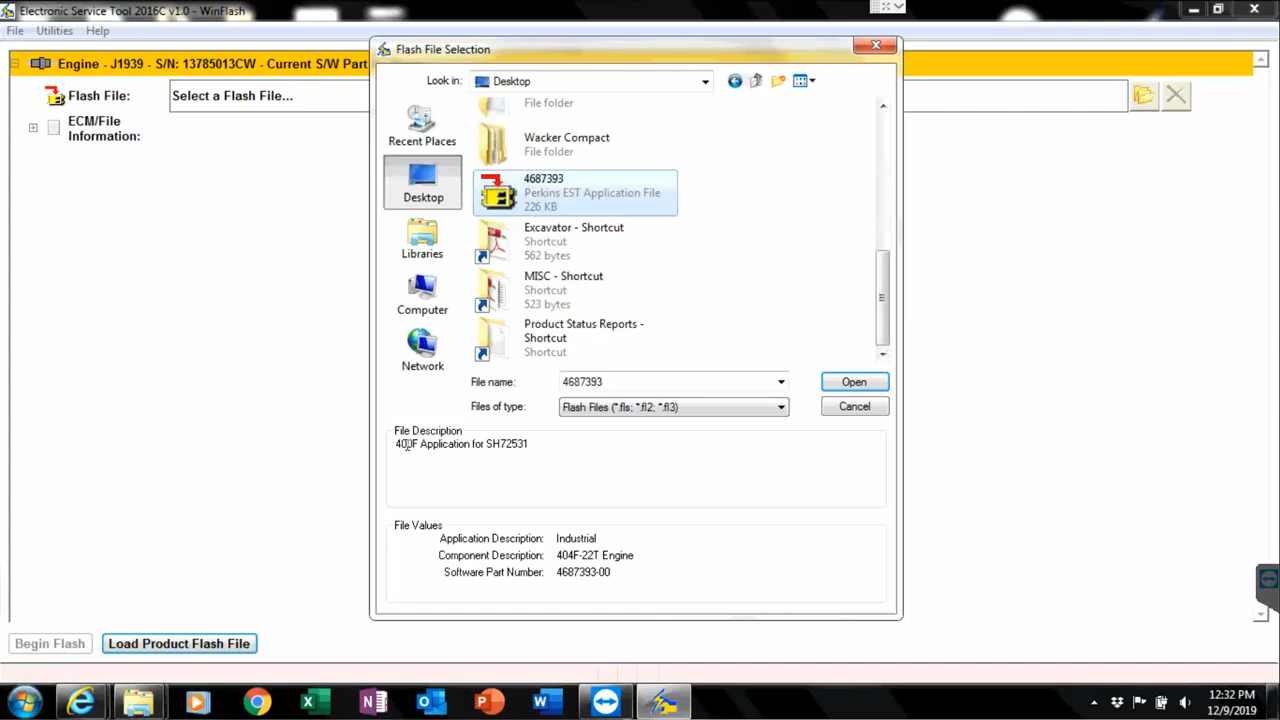 Electronic Service Tool 2016C v1.0 - WinFlash
File Utilities Help
Engine - J1939 - S/N: 13785013CW - Current S/W Part
Flash File:
Select a Flash File...
ECM/File
Information:
Flash File Selection
Look in:
Desktop
Recent Places
Desktop
Libraries
Computer
Network
File folder
Wacker Compact
File folder
4687393
Perkins EST Application File
226 KB
Excavator - Shortcut
Shortcut
562 bytes
MISC - Shortcut
Shortcut
523 bytes
Product Status Reports -
Shortcut
Shortcut
File name:
4687393
Open
Files of type:
Flash Files (*.fls; *.fl2; *.fl3)
Cancel
File Description
400F Application for SH72531
File Values
Application Description: Industrial
Component Description: 404F-22T Engine
Software Part Number: 4687393-00
Begin Flash
Load Product Flash File
12:32 PM
12/9/2019